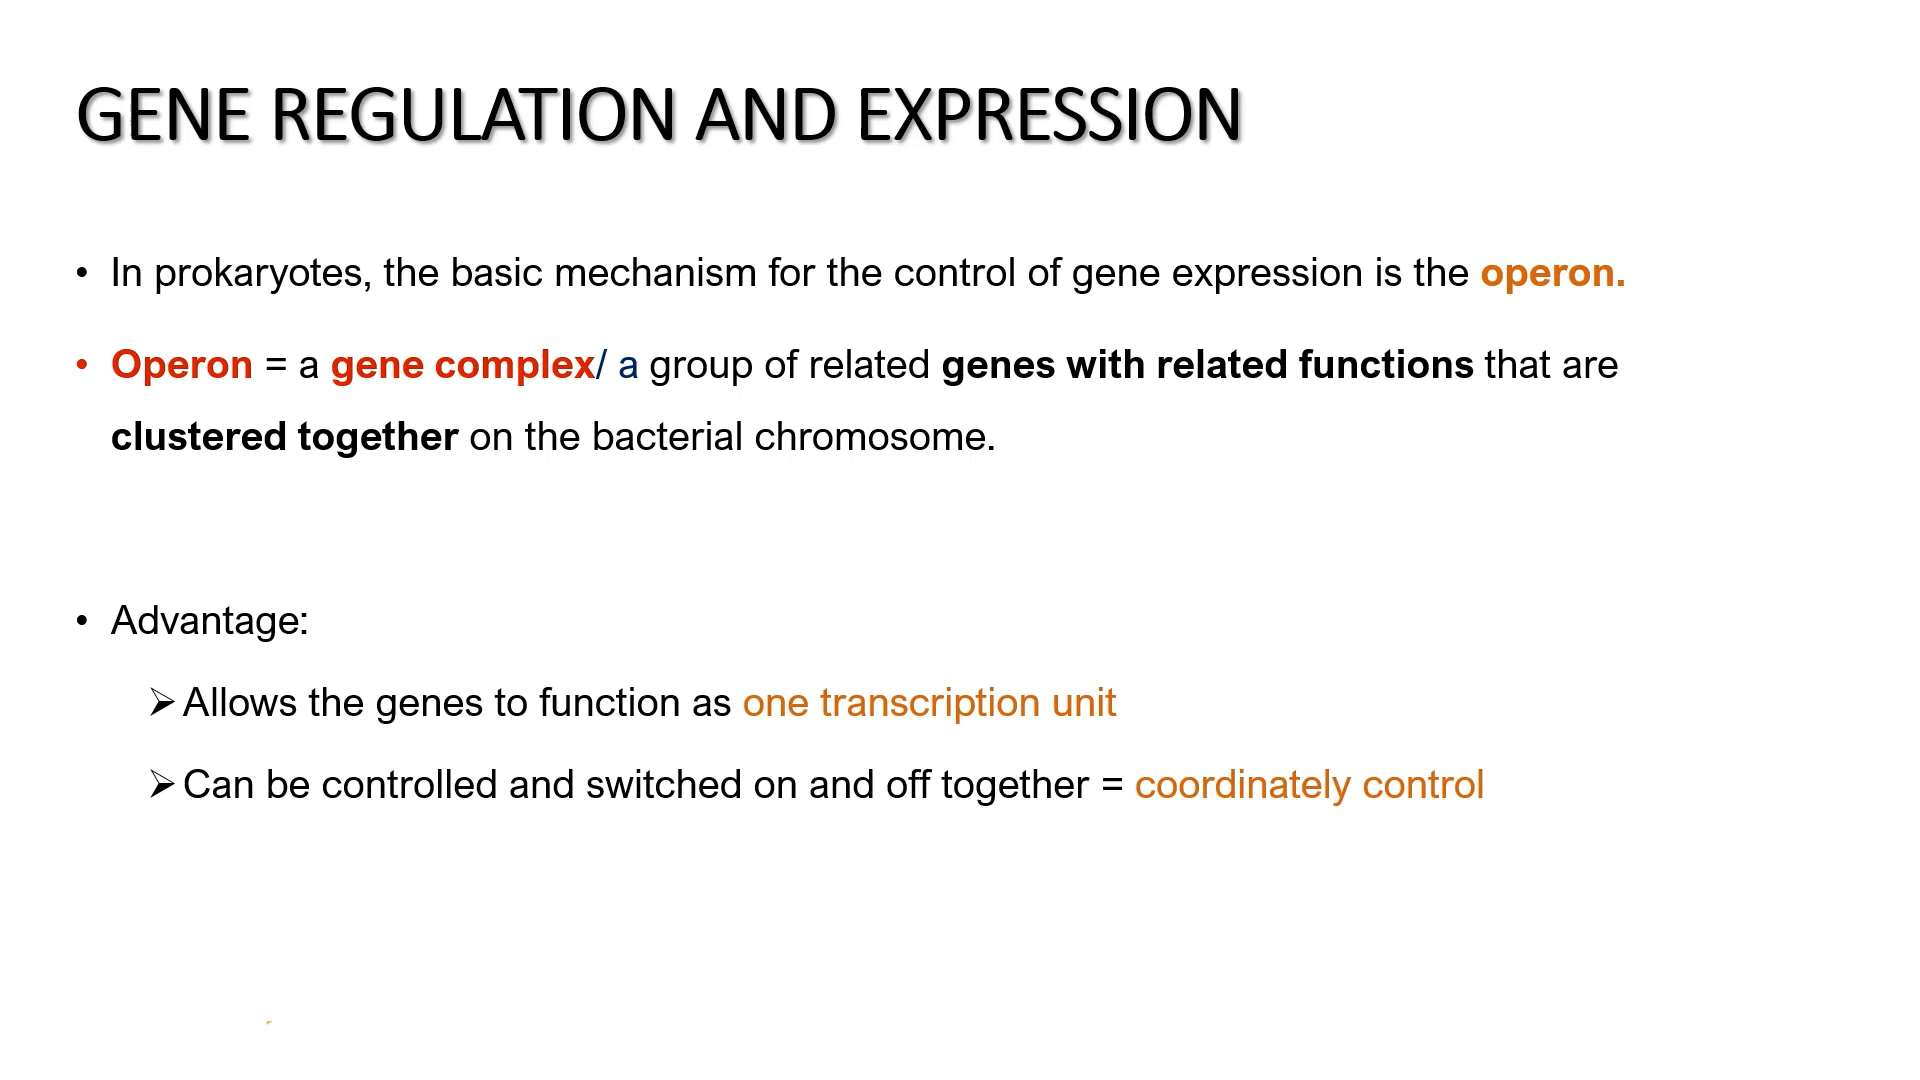 GENE REGULATION AND EXPRESSION
• In prokaryotes, the basic mechanism for the control of gene expression is the operon.
• Operon = a gene complex/ a group of related genes with related functions that are
clustered together on the bacterial chromosome.
• Advantage:
➢Allows the genes to function as one transcription unit
➢Can be controlled and switched on and off together = coordinately control